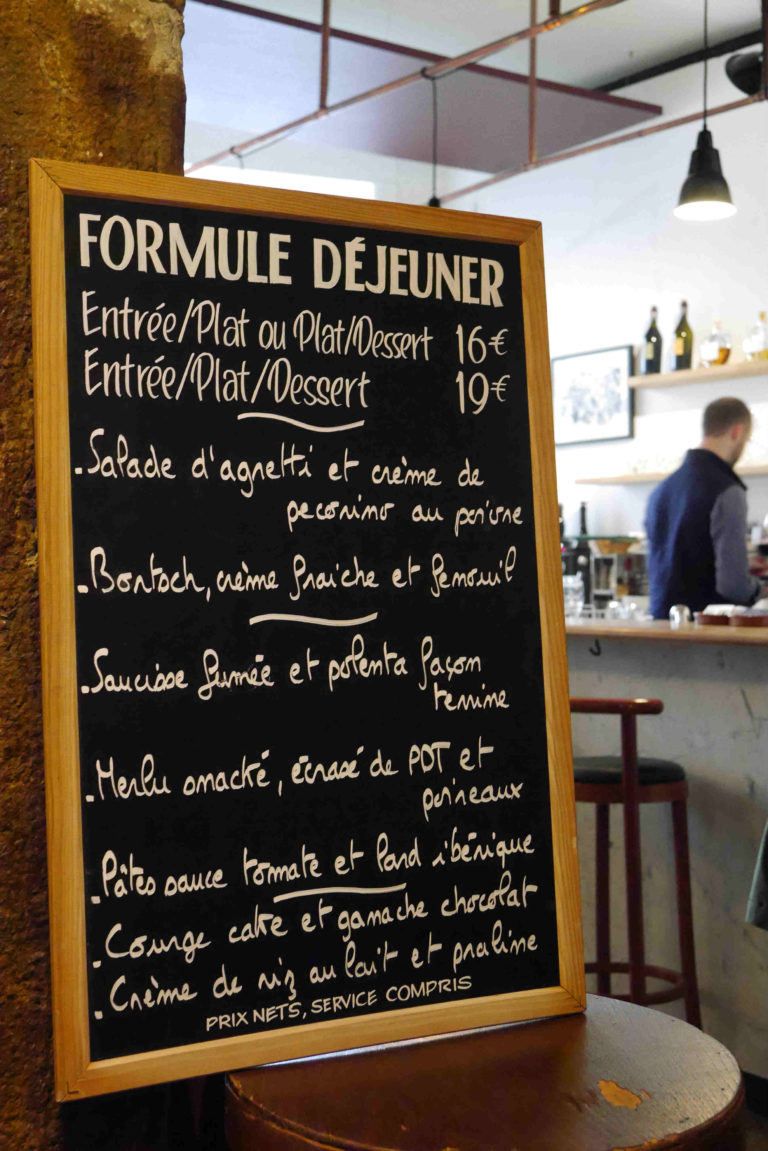 FORMULE DÉJEUNER
Entrée/Plat ou Plat/Dessert 16€
Entrée/Plat/Dessert 19€
.Salade d'agretti et crème de
pecorino au poivre
.Bortsch, crème fraiche et fenouil
.Saucisse fumée et polenta façon
terrine
.Merlu snacké, écrasé de PDT et
poireaux
.Pâtes sauce tomate et lard ibérique
.Courge cake et ganache chocolat
.Crème de riz au lait et praline
PRIX NETS, SERVICE COMPRIS